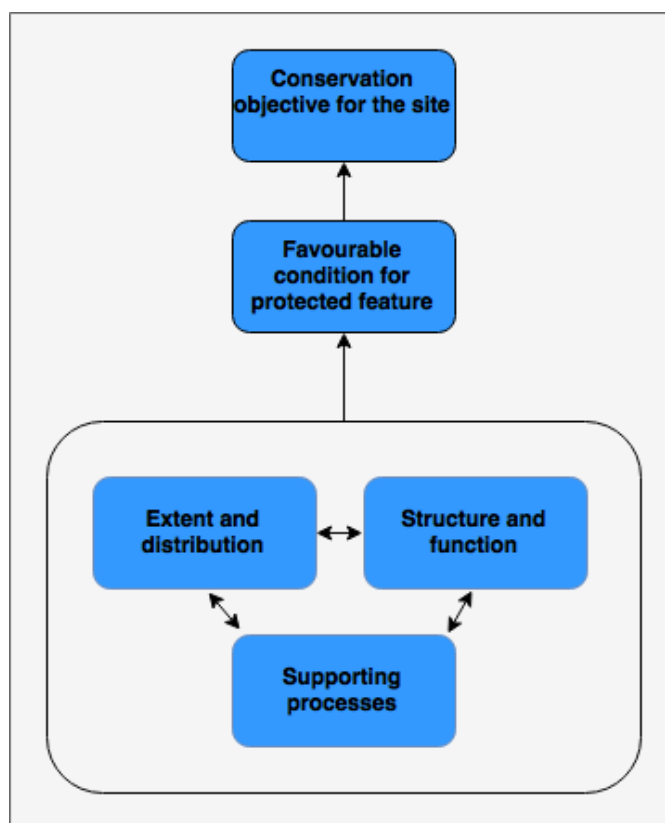 Conservation
objective for the site
Favourable
condition for
protected feature
Extent and
distribution
Structure and
function
Supporting
processes